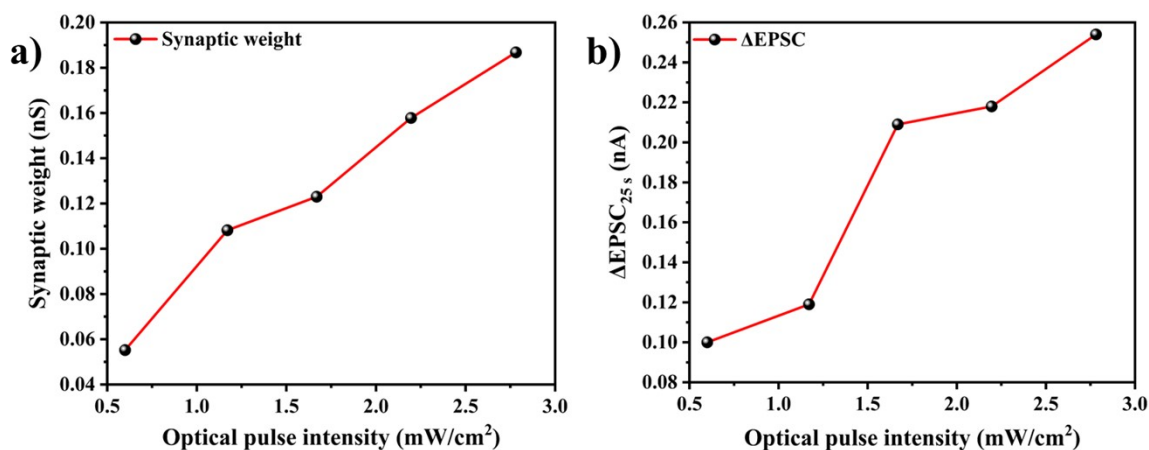 a)
Synaptic weight
Synaptic weight (nS)
0.20
0.18
0.16
0.14
0.12
0.10
0.08
0.06
0.04
0.5 1.0 1.5 2.0 2.5 3.0
Optical pulse intensity (mW/cm²)
b)
ΔEPSC
ΔEPSC₂₅ ₛ (nA)
0.26
0.24
0.22
0.20
0.18
0.16
0.14
0.12
0.10
0.08
0.5 1.0 1.5 2.0 2.5 3.0
Optical pulse intensity (mW/cm²)